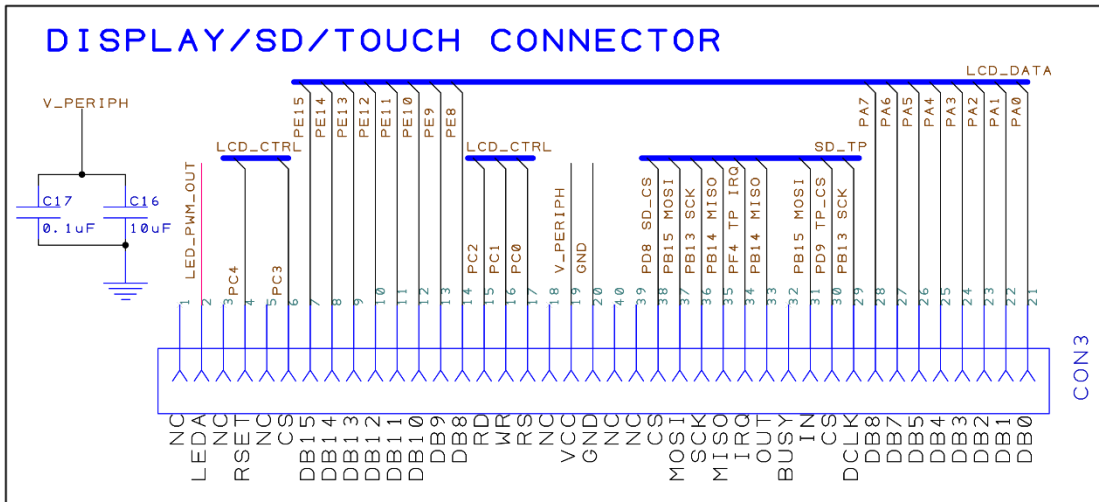 DISPLAY/SD/TOUCH CONNECTOR
LCD_DATA
V_PERIPH
PE15
PE14
PE13
PE12
PE11
PE10
PE9
PE8
PA7
PA6
PA5
PA4
PA3
PA2
PA1
PA0
LCD_CTRL
LCD_CTRL
SD_TP
C17
0.1uF
C16
10uF
LED_PWM_OUT
PC4
PC3
PC2
PC1
PC0
V_PERIPH
GND
PD8 SD_CS
PB15 MOSI
PB13 SCK
PB14 MISO
PF4 TP IRQ
PB14 MISO
PB15 MOSI
PD9 TP_CS
PB13 SCK
1
2
3
4
5
6
7
8
9
10
11
12
13
14
15
16
17
18
19
20
40
39
38
37
36
35
34
33
32
31
30
29
28
27
26
25
24
23
22
21
CON3
NC
LEDA
NC
RSET
NC
CS
DB15
DB14
DB13
DB12
DB11
DB10
DB9
DB8
RD
WR
RS
NC
VCC
GND
NC
NC
CS
MOSI
SCK
MISO
IRQ
OUT
BUSY
IN
CS
DCLK
DB8
DB7
DB5
DB4
DB3
DB2
DB1
DB0